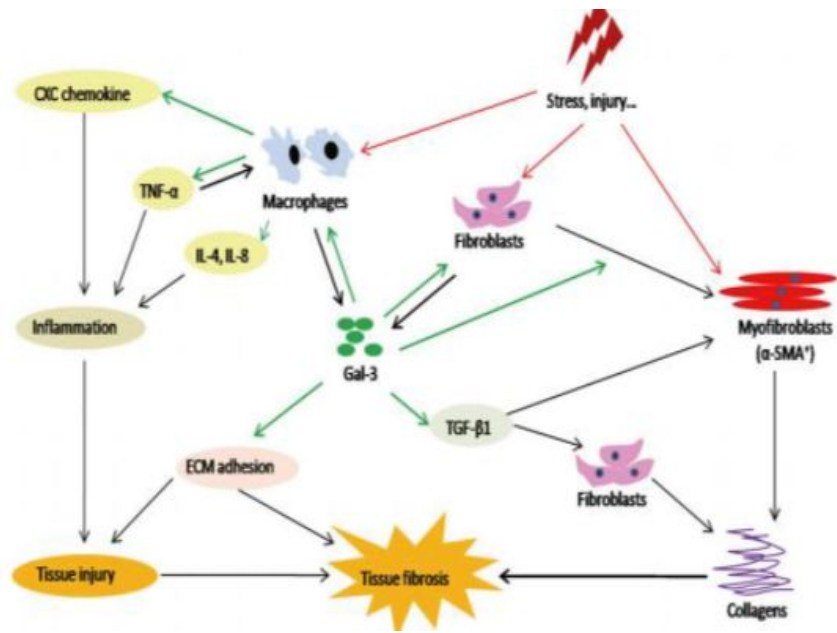 CXC chemokine
Stress, injury...
TNF-α
Macrophages
IL-4, IL-8
Fibroblasts
Inflammation
Myofibroblasts
(α-SMA⁺)
Gal-3
TGF-β1
ECM adhesion
Fibroblasts
Tissue injury
Tissue fibrosis
Collagens